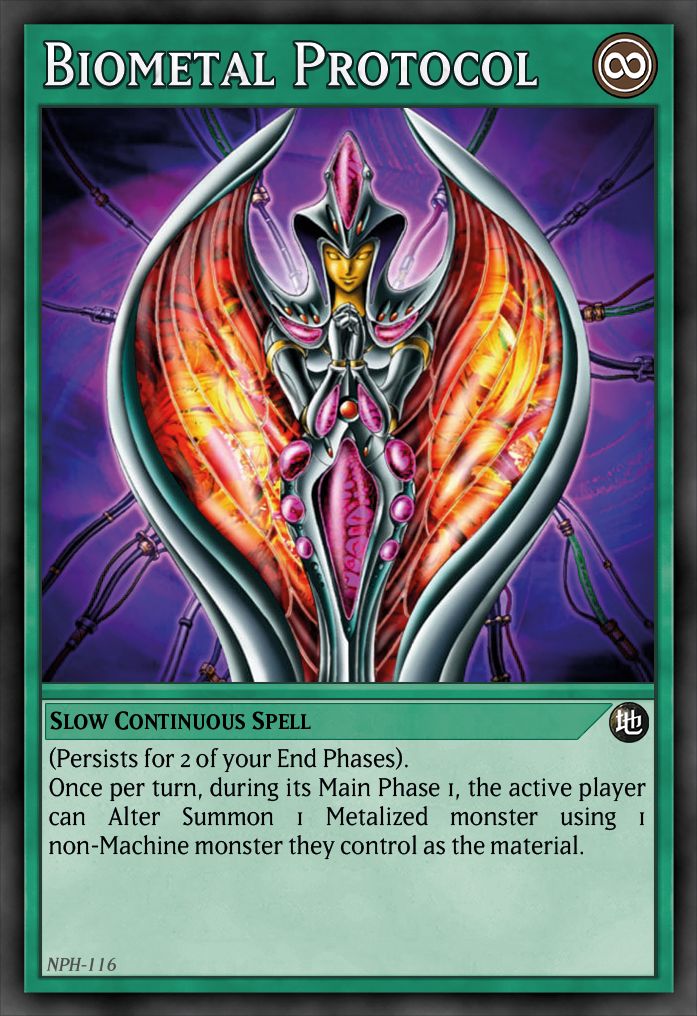 Biometal Protocol
Slow Continuous Spell
(Persists for 2 of your End Phases).
Once per turn, during its Main Phase 1, the active player
can Alter Summon 1 Metalized monster using 1
non-Machine monster they control as the material.
NPH-116